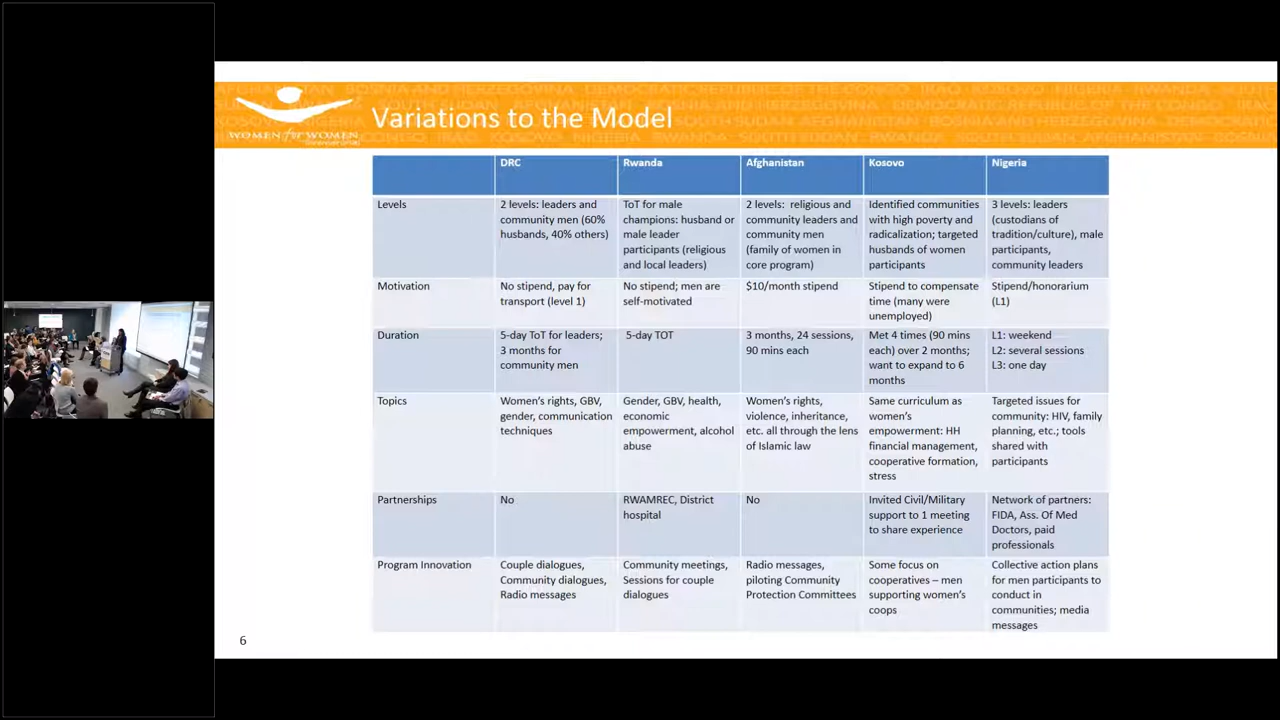 WOMEN for WOMEN
International
Variations to the Model
DRC
Rwanda
Afghanistan
Kosovo
Nigeria
Levels
2 levels: leaders and
community men (60%
husbands, 40% others)
ToT for male
champions: husband or
male leader
participants (religious
and local leaders)
2 levels: religious and
community leaders and
community men
(family of women in
core program)
Identified communities
with high poverty and
radicalization; targeted
husbands of women
participants
3 levels: leaders
(custodians of
tradition/culture), male
participants,
community leaders
Motivation
No stipend, pay for
transport (level 1)
No stipend; men are
self-motivated
$10/month stipend
Stipend to compensate
time (many were
unemployed)
Stipend/honorarium
(L1)
Duration
5-day ToT for leaders;
3 months for
community men
5-day TOT
3 months, 24 sessions,
90 mins each
Met 4 times (90 mins
each) over 2 months;
want to expand to 6
months
L1: weekend
L2: several sessions
L3: one day
Topics
Women's rights, GBV,
gender, communication
techniques
Gender, GBV, health,
economic
empowerment, alcohol
abuse
Women's rights,
violence, inheritance,
etc. all through the lens
of Islamic law
Same curriculum as
women's
empowerment: HH
financial management,
cooperative formation,
stress
Targeted issues for
community: HIV, family
planning, etc.; tools
shared with
participants
Partnerships
No
RWAMREC, District
hospital
No
Invited Civil/Military
support to 1 meeting
to share experience
Network of partners:
FIDA, Ass. Of Med
Doctors, paid
professionals
Program Innovation
Couple dialogues,
Community dialogues,
Radio messages
Community meetings,
Sessions for couple
dialogues
Radio messages,
piloting Community
Protection Committees
Some focus on
cooperatives – men
supporting women's
coops
Collective action plans
for men participants to
conduct in
communities; media
messages
6